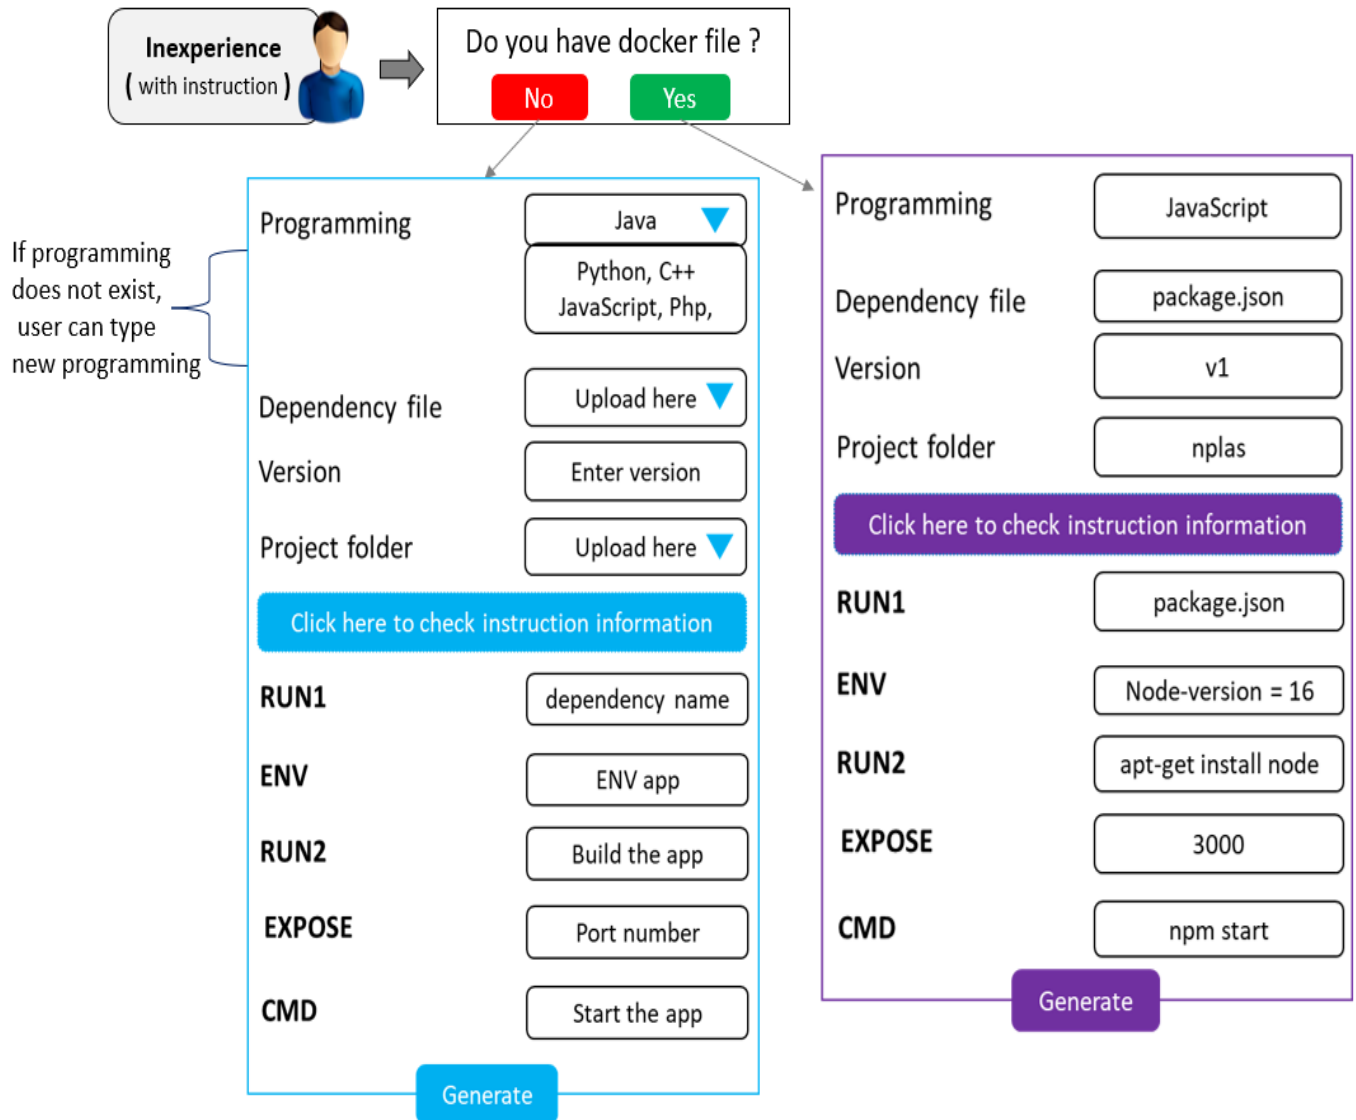 Inexperience
( with instruction )
Do you have docker file ?
No
Yes
If programming
does not exist,
user can type
new programming
Programming
Java
Python, C++
JavaScript, Php,
Dependency file
Upload here
Version
Enter version
Project folder
Upload here
Click here to check instruction information
RUN1
dependency name
ENV
ENV app
RUN2
Build the app
EXPOSE
Port number
CMD
Start the app
Generate
Programming
JavaScript
Dependency file
package.json
Version
v1
Project folder
nplas
Click here to check instruction information
RUN1
package.json
ENV
Node-version = 16
RUN2
apt-get install node
EXPOSE
3000
CMD
npm start
Generate